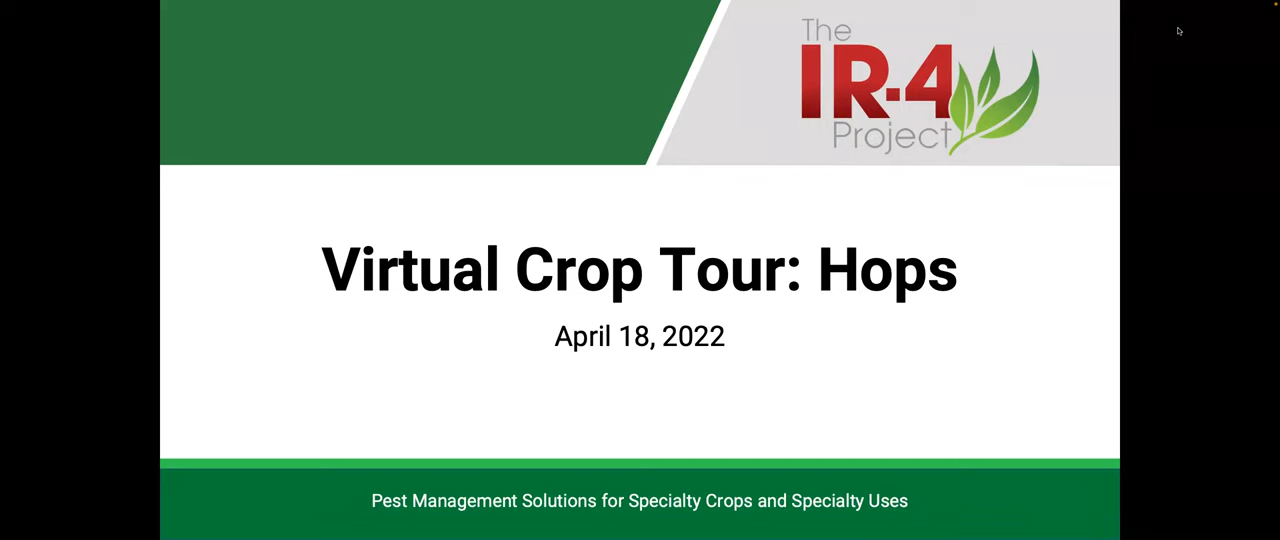 The
IR-4
Project
Virtual Crop Tour: Hops
April 18, 2022
Pest Management Solutions for Specialty Crops and Specialty Uses